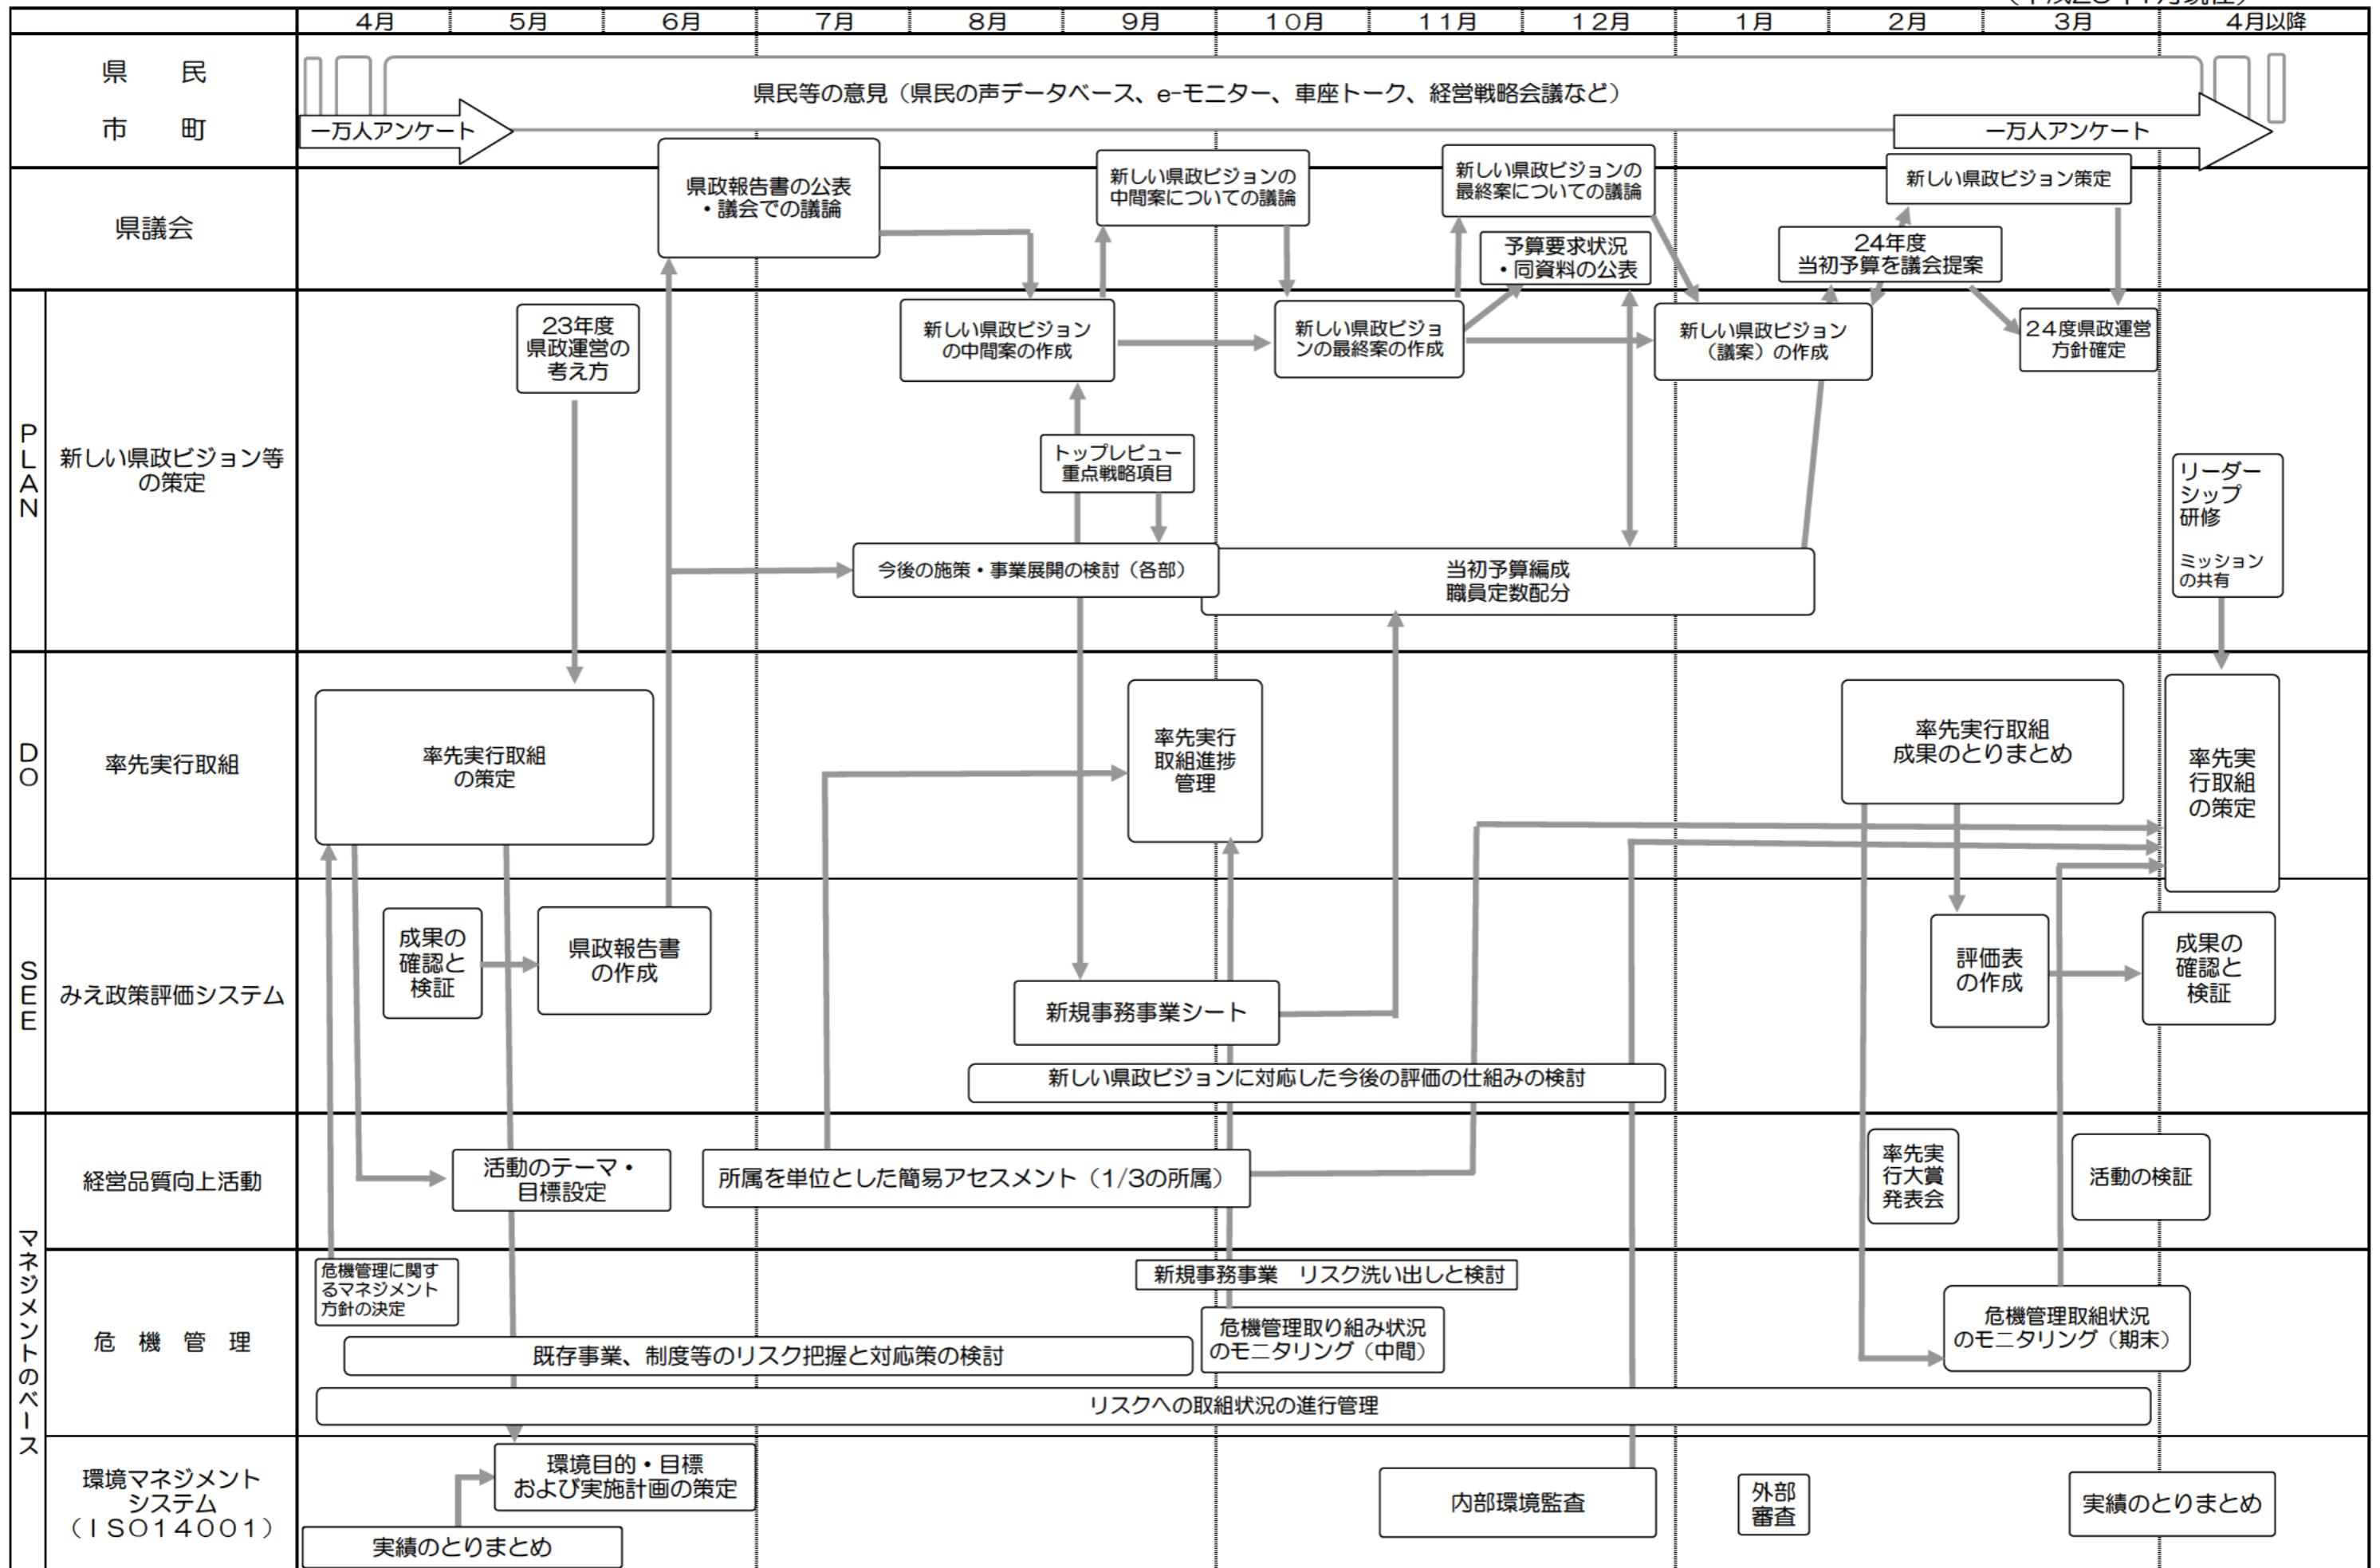 4月 5月 6月 7月 8月 9月 10月 11月 12月 1月 2月 3月 4月以降
県 民
市 町
県民等の意見(県民の声データベース、e-モニター、車座トーク、経営戦略会議など)
一万人アンケート
一万人アンケート
県議会
県政報告書の公表
・議会での議論
新しい県政ビジョンの
中間案についての議論
新しい県政ビジョンの
最終案についての議論
予算要求状況
・同資料の公表
新しい県政ビジョン策定
24年度
当初予算を議会提案
PLAN
新しい県政ビジョン等
の策定
23年度
県政運営の
考え方
新しい県政ビジョン
の中間案の作成
新しい県政ビジョ
ンの最終案の作成
新しい県政ビジョン
(議案)の作成
24度県政運営
方針確定
トップレビュー
重点戦略項目
今後の施策・事業展開の検討(各部)
当初予算編成
職員定数配分
リーダー
シップ
研修
ミッション
の共有
DO
率先実行取組
率先実行取組
の策定
率先実行
取組進捗
管理
率先実行取組
成果のとりまとめ
率先実
行取組
の策定
SEE
みえ政策評価システム
成果の
確認と
検証
県政報告書
の作成
新規事務事業シート
新しい県政ビジョンに対応した今後の評価の仕組みの検討
評価表
の作成
成果の
確認と
検証
マネジメントのベース
経営品質向上活動
活動のテーマ・
目標設定
所属を単位とした簡易アセスメント(1/3の所属)
率先実
行大賞
発表会
活動の検証
危 機 管 理
危機管理に関す
るマネジメント
方針の決定
新規事務事業 リスク洗い出しと検討
危機管理取り組み状況
のモニタリング(中間)
危機管理取組状況
のモニタリング(期末)
既存事業、制度等のリスク把握と対応策の検討
リスクへの取組状況の進行管理
環境マネジメント
システム
(ISO14001)
環境目的・目標
および実施計画の策定
実績のとりまとめ
内部環境監査
外部
審査
実績のとりまとめ